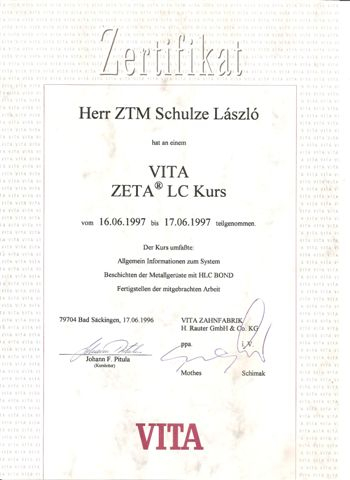 Zertifikat
Herr ZTM Schulze László
hat an einem
VITA
ZETA® LC Kurs
vom 16.06.1997 bis 17.06.1997 teilgenommen.
Der Kurs umfaßte:
Allgemein Informationen zum System
Beschichten der Metallgerüste mit HLC BOND
Fertigstellen der mitgebrachten Arbeit
79704 Bad Säckingen, 17.06.1996
VITA ZAHNFABRIK
H. Rauter GmbH & Co. KG
ppa. i. V.
Johann F. Pitula
(Kursleiter)
Mothes Schimak
VITA